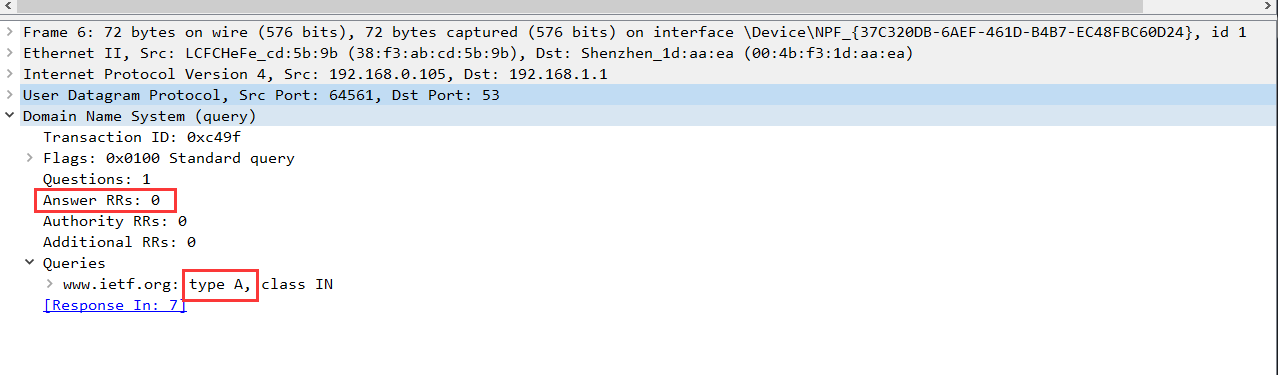 Frame 6: 72 bytes on wire (576 bits), 72 bytes captured (576 bits) on interface \Device\NPF_{37C320DB-6AEF-461D-B4B7-EC48FBC60D24}, id 1
Ethernet II, Src: LCFCHeFe_cd:5b:9b (38:f3:ab:cd:5b:9b), Dst: Shenzhen_1d:aa:ea (00:4b:f3:1d:aa:ea)
Internet Protocol Version 4, Src: 192.168.0.105, Dst: 192.168.1.1
User Datagram Protocol, Src Port: 64561, Dst Port: 53
Domain Name System (query)
Transaction ID: 0xc49f
Flags: 0x0100 Standard query
Questions: 1
Answer RRs: 0
Authority RRs: 0
Additional RRs: 0
Queries
www.ietf.org: type A, class IN
[Response In: 7]